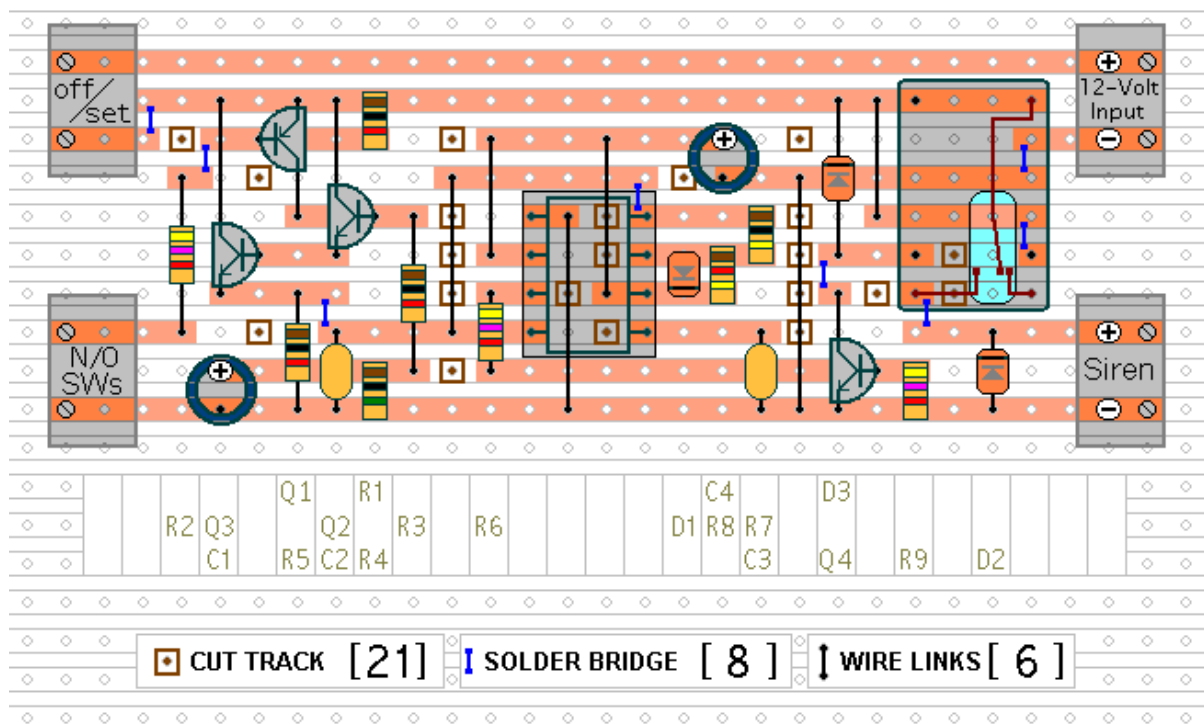 off/
/set
12-Volt
Input
N/O
SWs
Siren
Q1 R1 C4 D3
R2 Q3 Q2 R3 R6 D1 R8 R7
C1 R5 C2 R4 C3 Q4 R9 D2
CUT TRACK [21] SOLDER BRIDGE [ 8 ] WIRE LINKS [ 6 ]